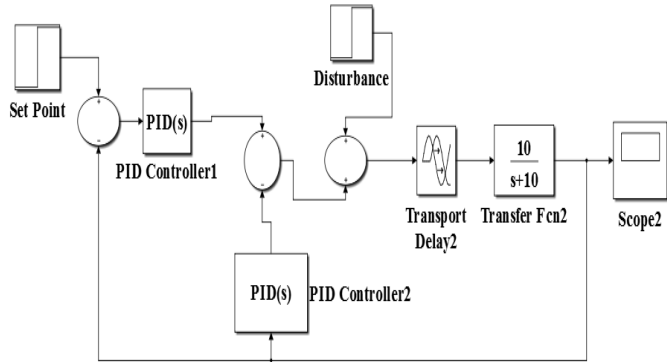 Set Point
PID(s)
PID Controller1
Disturbance
PID(s)
PID Controller2
Transport
Delay2
10
s+10
Transfer Fcn2
Scope2